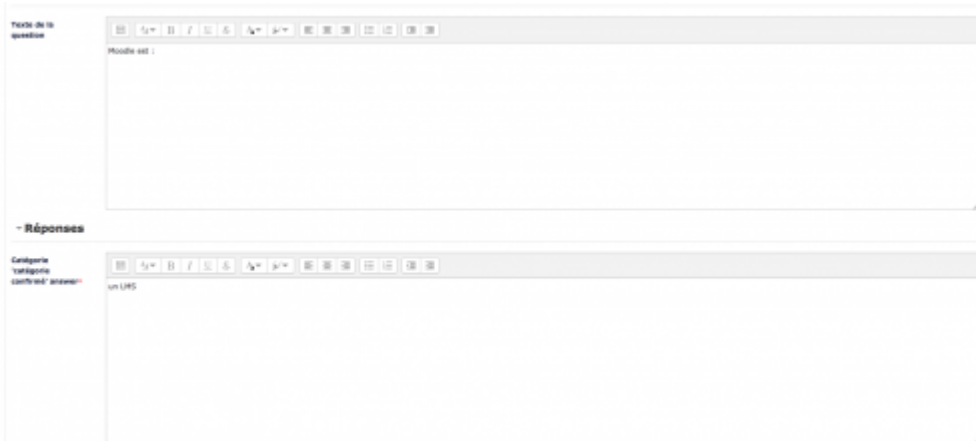 Texte de la
question
Moodle est :
Réponses
Catégorie
'catégorie
confirmé' answer**
un LMS